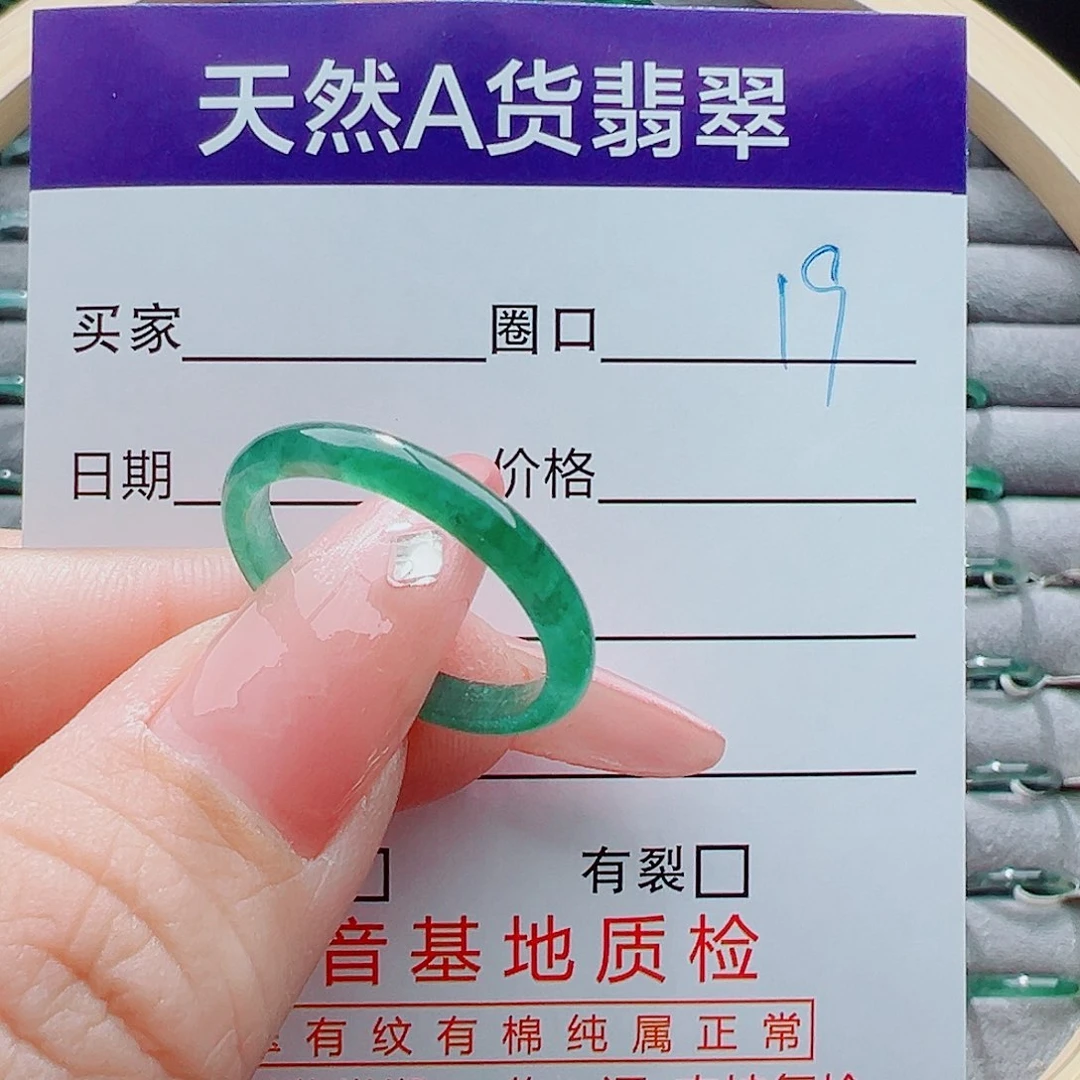 天然A货翡翠
买家 圈口 19
日期 价格
有裂
音基地质检
有纹有棉纯属正常